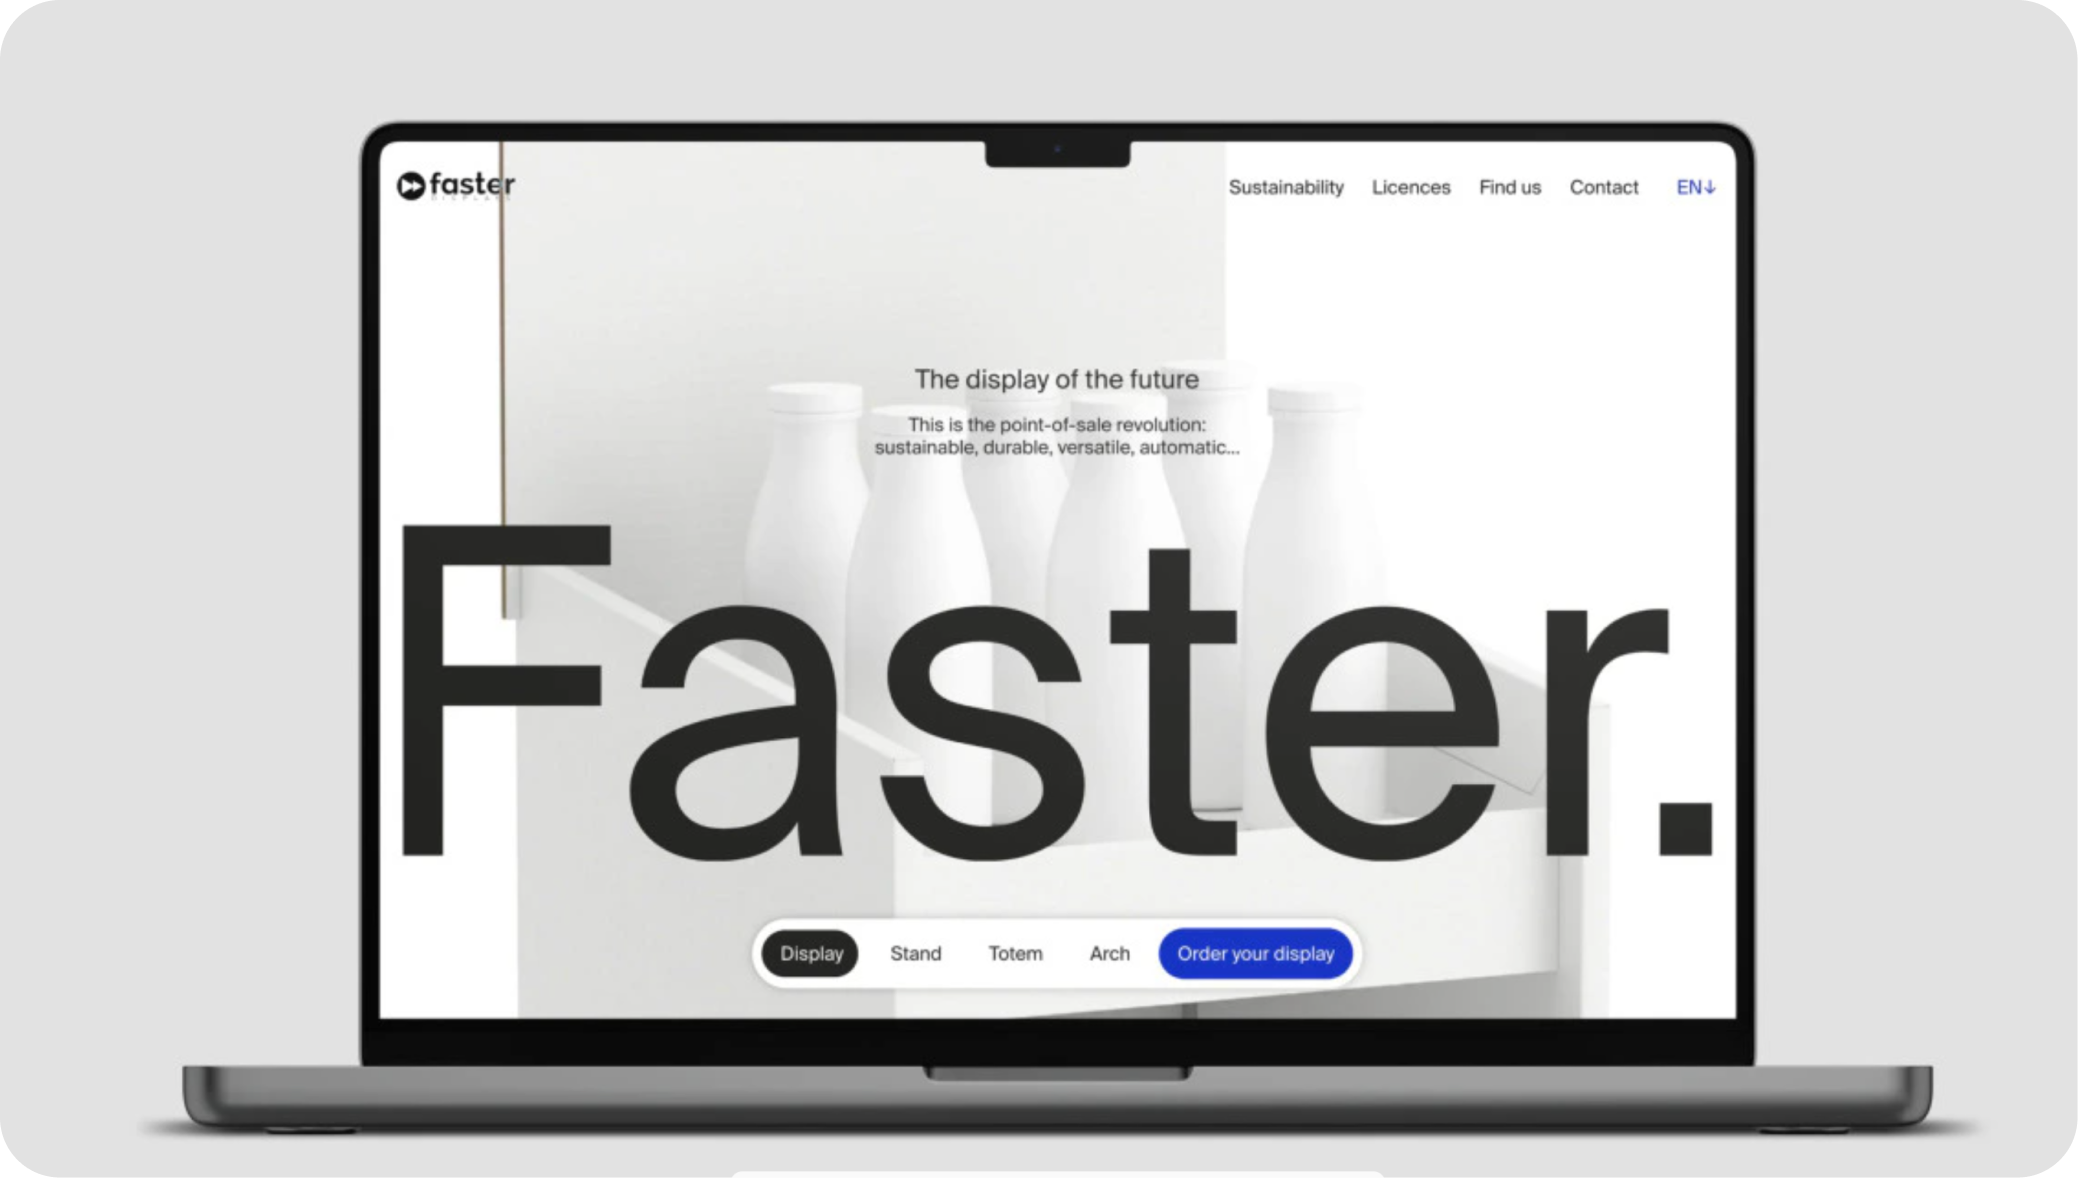 faster
DISPLAYS
Sustainability Licences Find us Contact EN↓
The display of the future
This is the point-of-sale revolution:
sustainable, durable, versatile, automatic...
Faster.
Display Stand Totem Arch Order your display